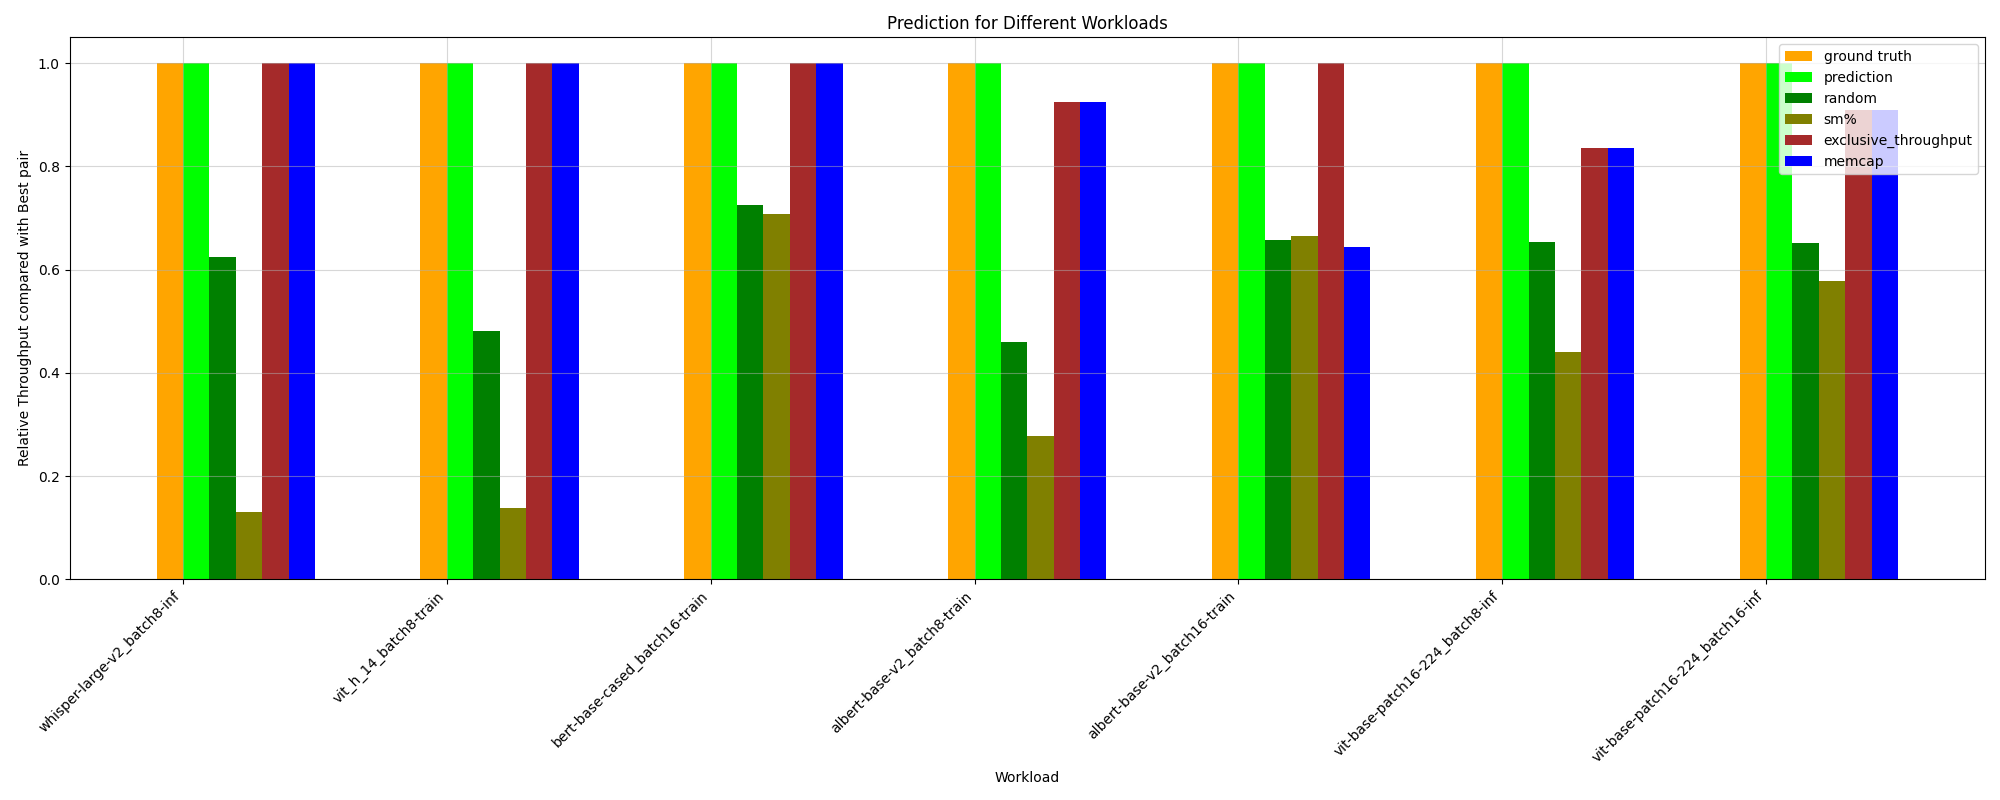 Prediction for Different Workloads
Relative Throughput compared with Best pair
1.0
0.8
0.6
0.4
0.2
0.0
ground truth
prediction
random
sm%
exclusive_throughput
memcap
whisper-large-v2_batch8-inf
vit_h_14_batch8-train
bert-base-cased_batch16-train
albert-base-v2_batch8-train
albert-base-v2_batch16-train
vit-base-patch16-224_batch8-inf
vit-base-patch16-224_batch16-inf
Workload